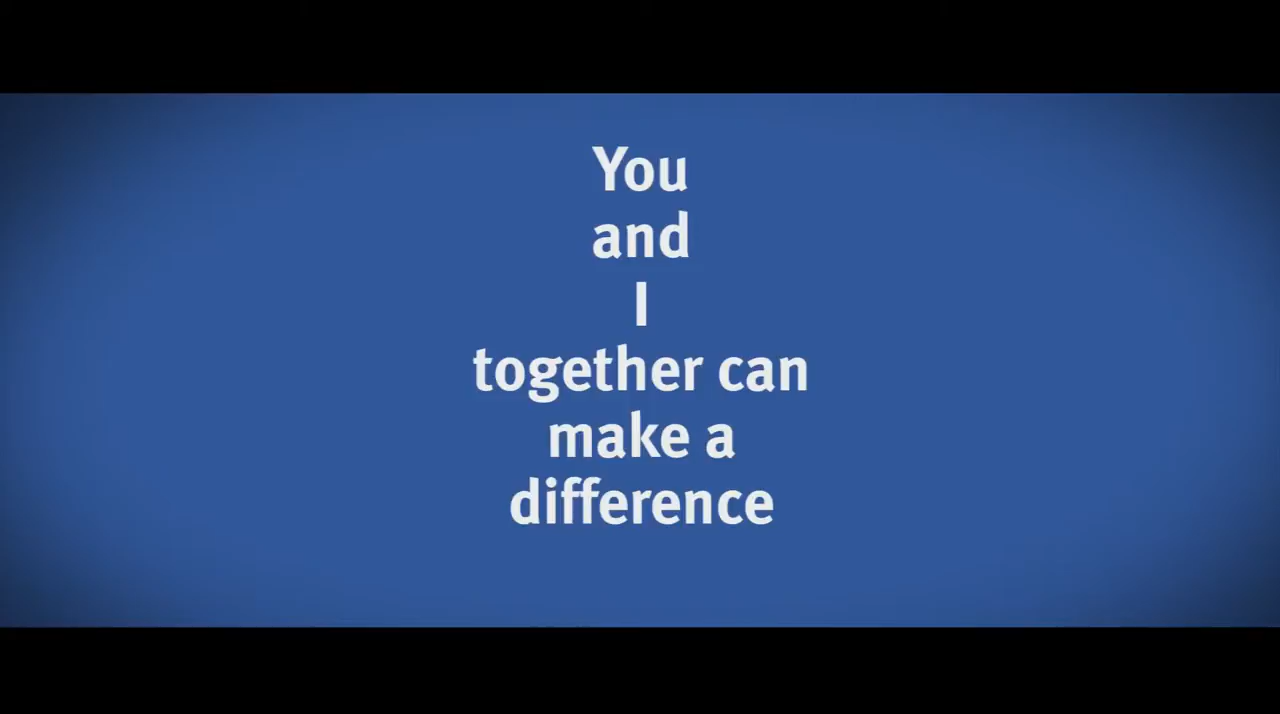 You
and
I
together can
make a
difference